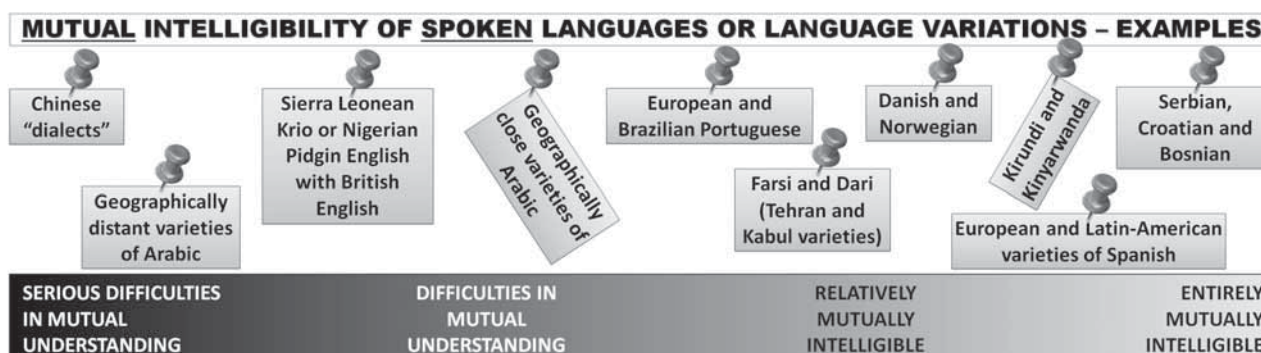 MUTUAL INTELLIGIBILITY OF SPOKEN LANGUAGES OR LANGUAGE VARIATIONS – EXAMPLES
Chinese
“dialects”
Geographically
distant varieties
of Arabic
Sierra Leonean
Krio or Nigerian
Pidgin English
with British
English
Geographically
close varieties of
Arabic
European and
Brazilian Portuguese
Farsi and Dari
(Tehran and
Kabul varieties)
Danish and
Norwegian
Kirundi and
Kinyarwanda
European and Latin-American
varieties of Spanish
Serbian,
Croatian and
Bosnian
SERIOUS DIFFICULTIES
IN MUTUAL
UNDERSTANDING
DIFFICULTIES IN
MUTUAL
UNDERSTANDING
RELATIVELY
MUTUALLY
INTELLIGIBLE
ENTIRELY
MUTUALLY
INTELLIGIBLE